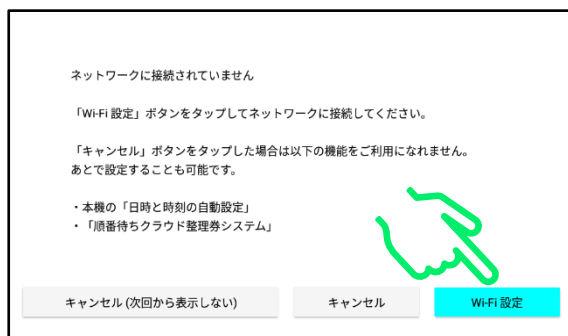 ネットワークに接続されていません
「Wi-Fi 設定」ボタンをタップしてネットワークに接続してください。
「キャンセル」ボタンをタップした場合は以下の機能をご利用になれません。
あとで設定することも可能です。
・本機の「日時と時刻の自動設定」
・「順番待ちクラウド整理券システム」
キャンセル (次回から表示しない)
キャンセル
Wi-Fi 設定